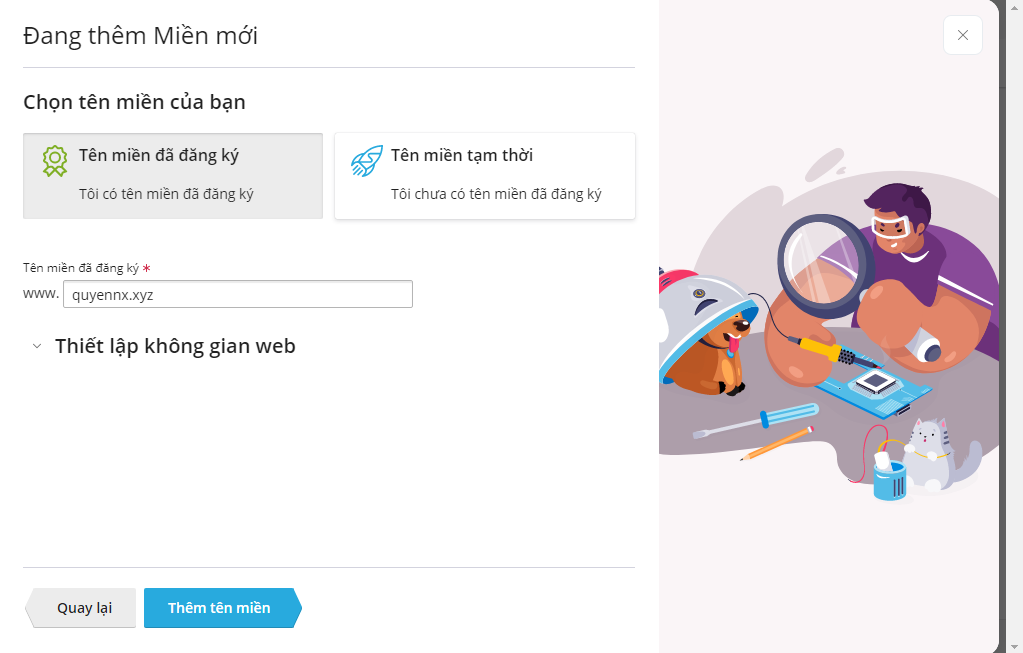 Đang thêm Miền mới
Chọn tên miền của bạn
Tên miền đã đăng ký
Tôi có tên miền đã đăng ký
Tên miền tạm thời
Tôi chưa có tên miền đã đăng ký
Tên miền đã đăng ký *
www. quyennx.xyz
Thiết lập không gian web
Quay lại
Thêm tên miền